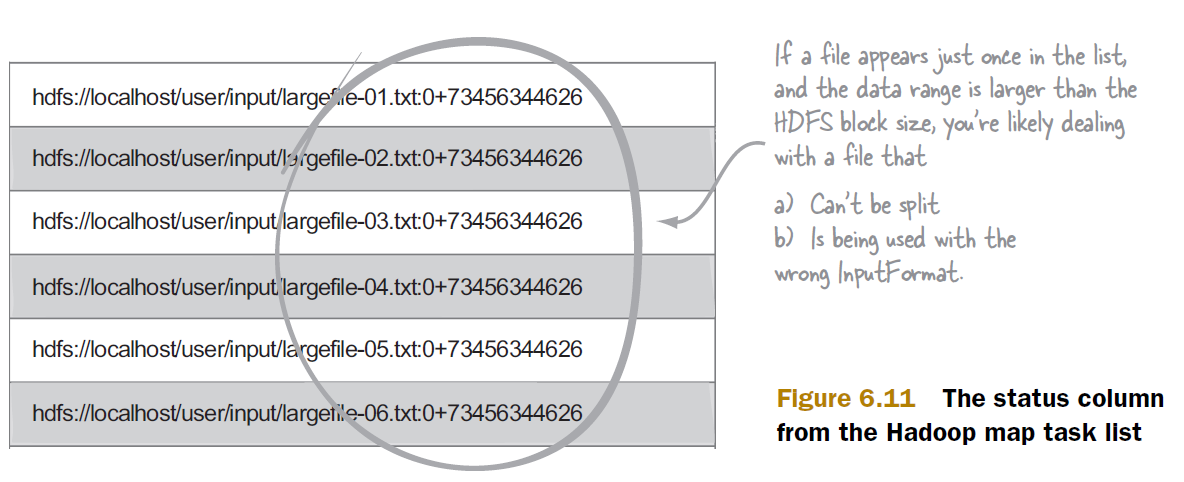 hdfs://localhost/user/input/largefile-01.txt:0+73456344626
hdfs://localhost/user/input/largefile-02.txt:0+73456344626
hdfs://localhost/user/input/largefile-03.txt:0+73456344626
hdfs://localhost/user/input/largefile-04.txt:0+73456344626
hdfs://localhost/user/input/largefile-05.txt:0+73456344626
hdfs://localhost/user/input/largefile-06.txt:0+73456344626
If a file appears just once in the list,
and the data range is larger than the
HDFS block size, you're likely dealing
with a file that
a) Can't be split
b) Is being used with the
wrong InputFormat.
Figure 6.11 The status column
from the Hadoop map task list